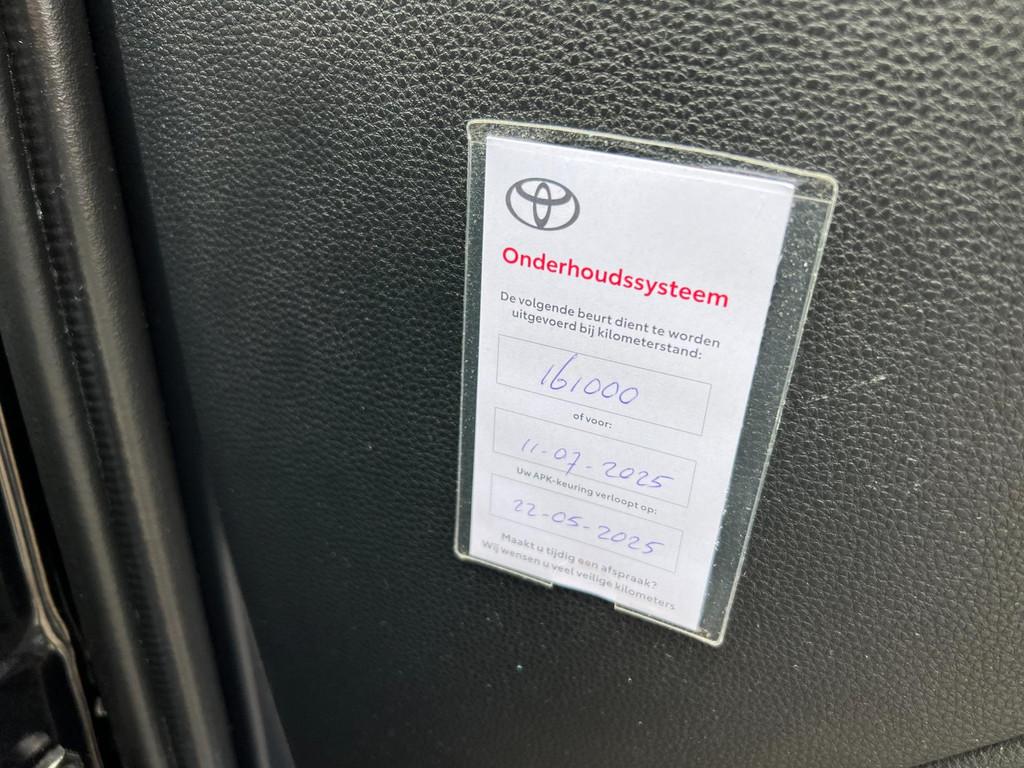 Onderhoudssysteem
De volgende beurt dient te worden
uitgevoerd bij kilometerstand:
161000
of voor:
11-07-2025
Uw APK-keuring verloopt op:
22-05-2025
Maakt u tijdig een afspraak?
Wij wensen u veel veilige kilometers